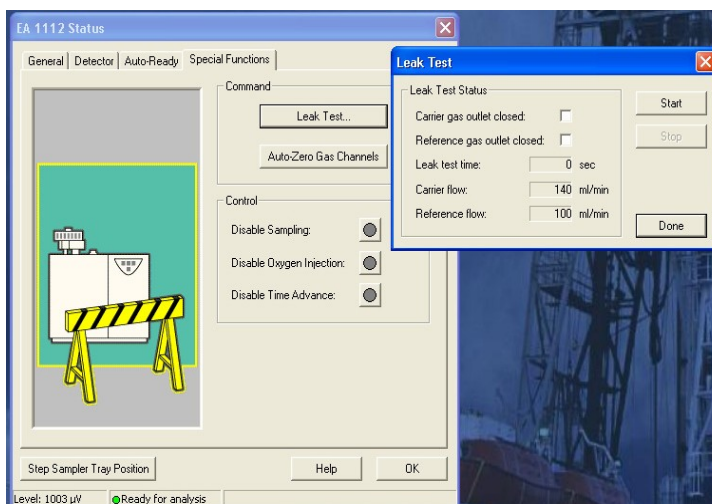 EA 1112 Status
General Detector Auto-Ready Special Functions
Command
Leak Test...
Auto-Zero Gas Channels
Control
Disable Sampling:
Disable Oxygen Injection:
Disable Time Advance:
Step Sampler Tray Position Help OK
Level: 1003 µV Ready for analysis
Leak Test
Leak Test Status
Carrier gas outlet closed:
Reference gas outlet closed:
Leak test time: 0 sec
Carrier flow: 140 ml/min
Reference flow: 100 ml/min
Start
Stop
Done